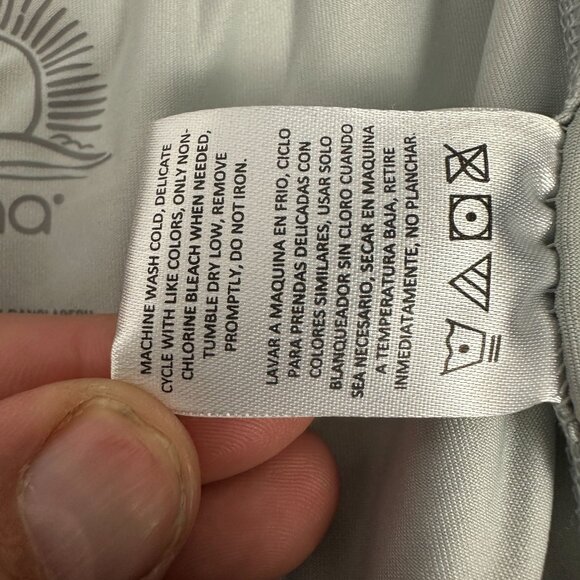 MACHINE WASH COLD, DELICATE
CYCLE WITH LIKE COLORS, ONLY NON-
CHLORINE BLEACH WHEN NEEDED,
TUMBLE DRY LOW, REMOVE
PROMPTLY, DO NOT IRON.
LAVAR A MAQUINA EN FRIO, CICLO
PARA PRENDAS DELICADAS CON
COLORES SIMILARES, USAR SOLO
BLANQUEADOR SIN CLORO CUANDO
SEA NECESARIO, SECAR EN MAQUINA
A TEMPERATURA BAJA, RETIRE
INMEDIATAMENTE, NO PLANCHAR.